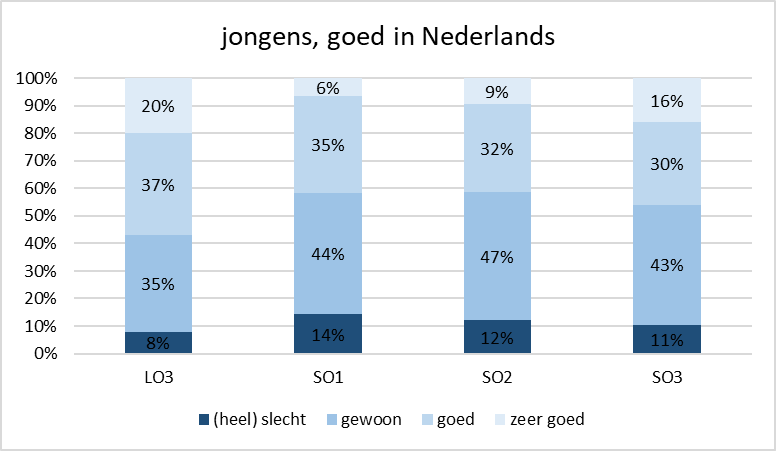 jongens, goed in Nederlands
100%
90%
80%
70%
60%
50%
40%
30%
20%
10%
0%
20% 6% 9% 16%
37% 35% 32% 30%
35% 44% 47% 43%
8% 14% 12% 11%
LO3 SO1 SO2 SO3
(heel) slecht gewoon goed zeer goed